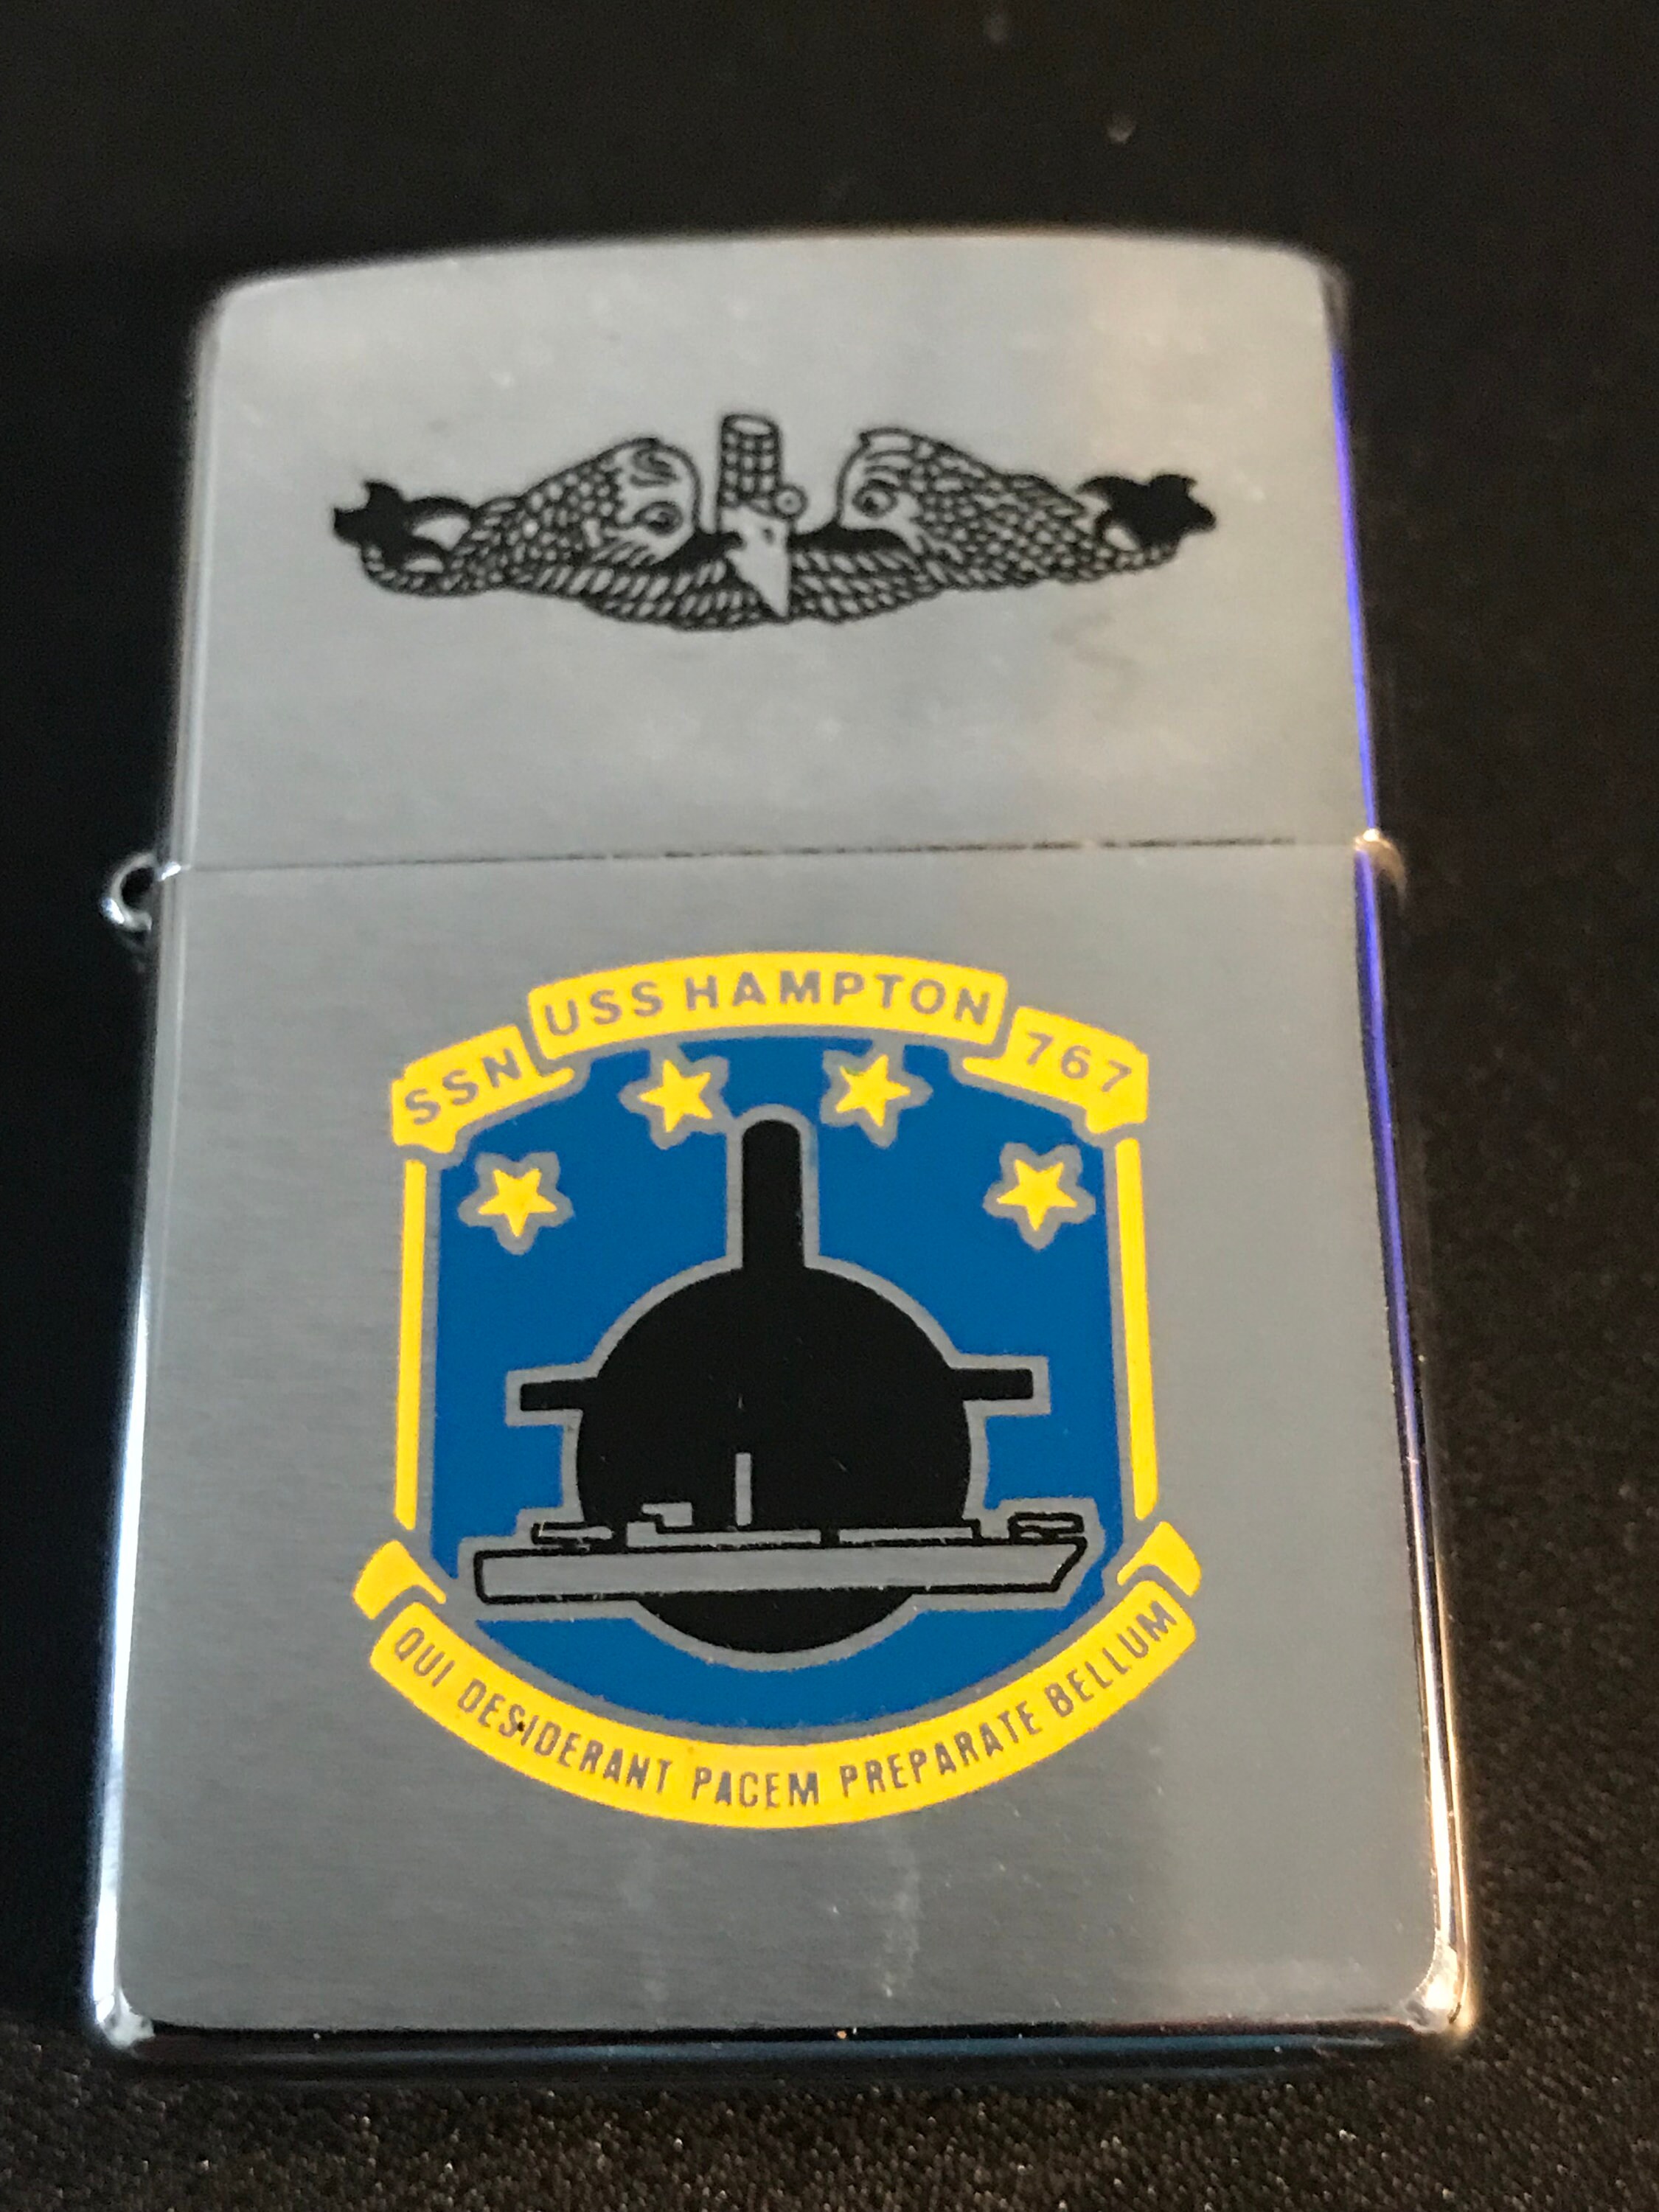 SSN USS HAMPTON 767
QUI DESIDERANT PACEM PREPARATE BELLUM